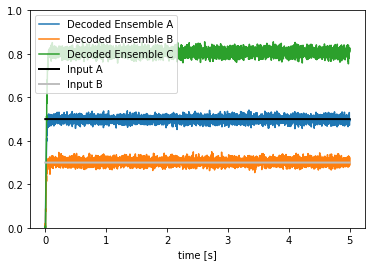 1.0
0.8
0.6
0.4
0.2
0.0
Decoded Ensemble A
Decoded Ensemble B
Decoded Ensemble C
Input A
Input B
0 1 2 3 4 5
time [s]